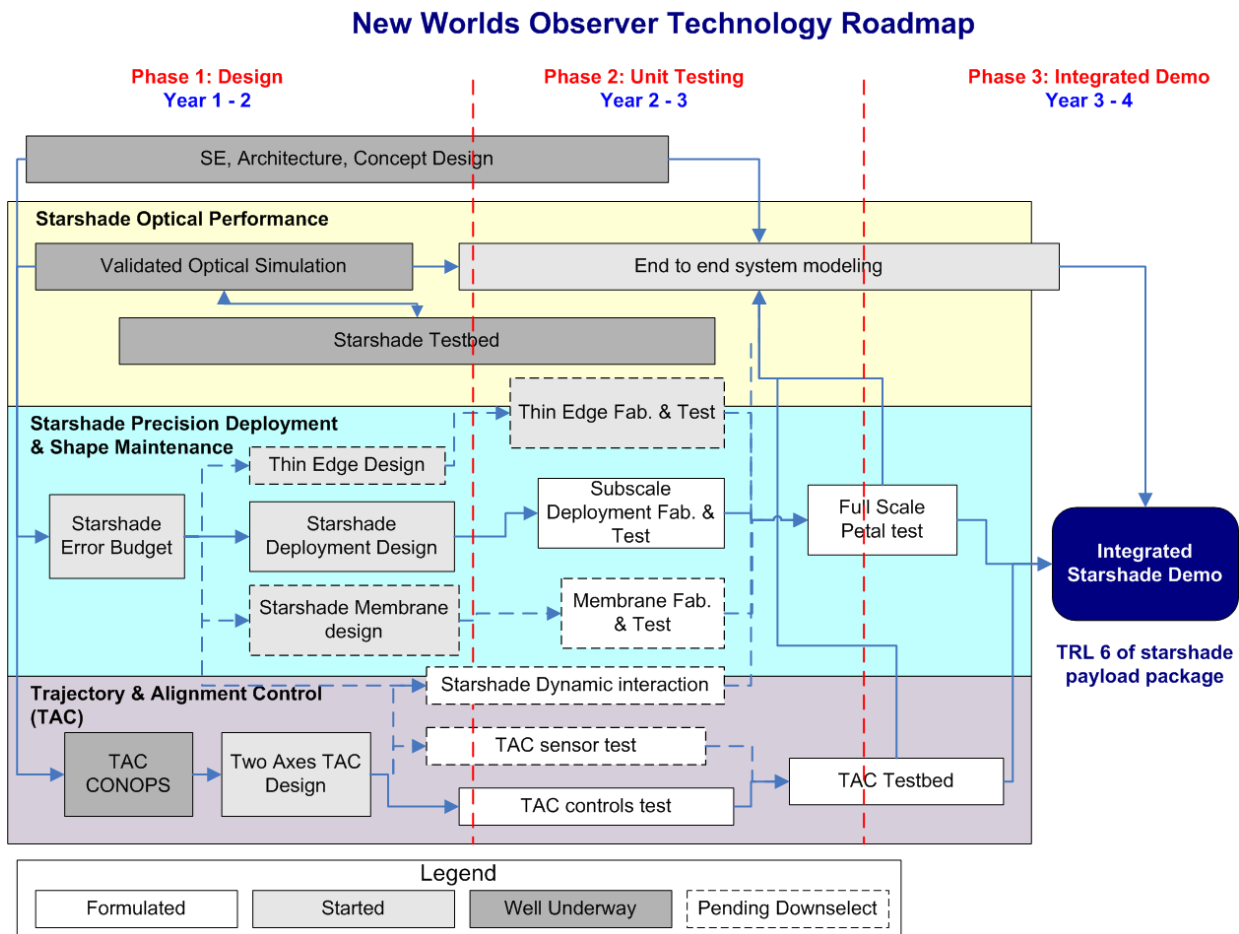 New Worlds Observer Technology Roadmap
Phase 1: Design
Year 1 - 2
Phase 2: Unit Testing
Year 2 - 3
Phase 3: Integrated Demo
Year 3 - 4
SE, Architecture, Concept Design
Starshade Optical Performance
Validated Optical Simulation
End to end system modeling
Starshade Testbed
Starshade Precision Deployment
& Shape Maintenance
Thin Edge Fab. & Test
Thin Edge Design
Starshade
Error Budget
Starshade
Deployment Design
Subscale
Deployment Fab. &
Test
Full Scale
Petal test
Integrated
Starshade Demo
Starshade Membrane
design
Membrane Fab.
& Test
TRL 6 of starshade
payload package
Trajectory & Alignment Control
(TAC)
Starshade Dynamic interaction
TAC
CONOPS
Two Axes TAC
Design
TAC sensor test
TAC controls test
TAC Testbed
Legend
Formulated
Started
Well Underway
Pending Downselect